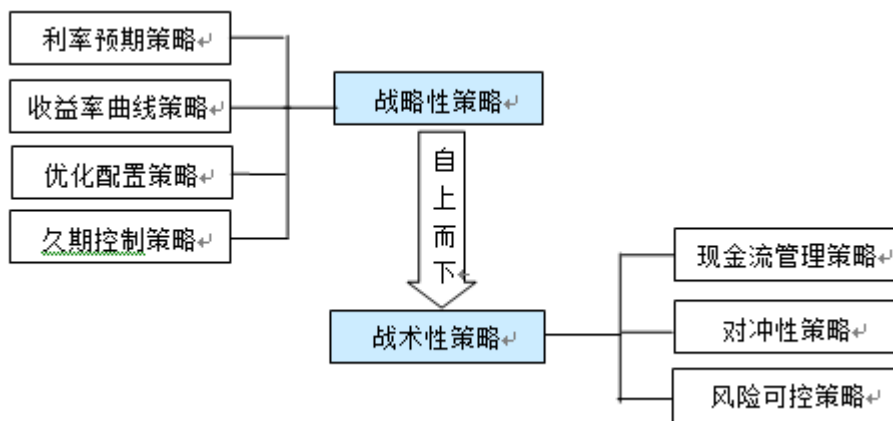 利率预期策略
收益率曲线策略
优化配置策略
久期控制策略
战略性策略
自
上
而
下
战术性策略
现金流管理策略
对冲性策略
风险可控策略